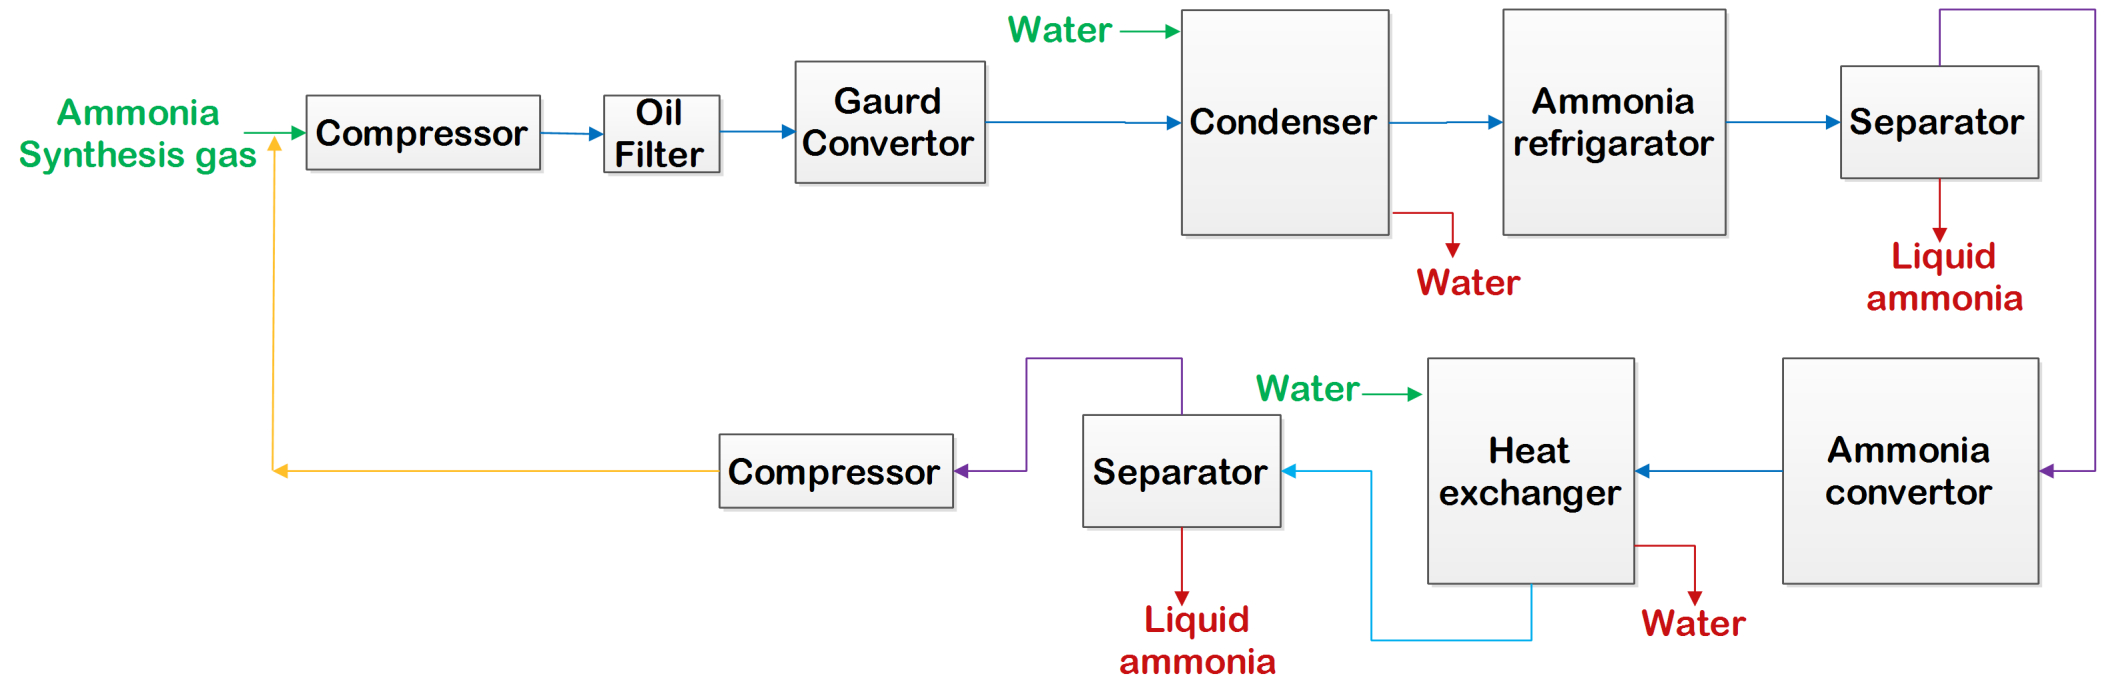 Water
Ammonia
Synthesis gas
Compressor
Oil
Filter
Gaurd
Convertor
Condenser
Ammonia
refrigarator
Separator
Water
Liquid
ammonia
Compressor
Separator
Water
Heat
exchanger
Ammonia
convertor
Liquid
ammonia
Water